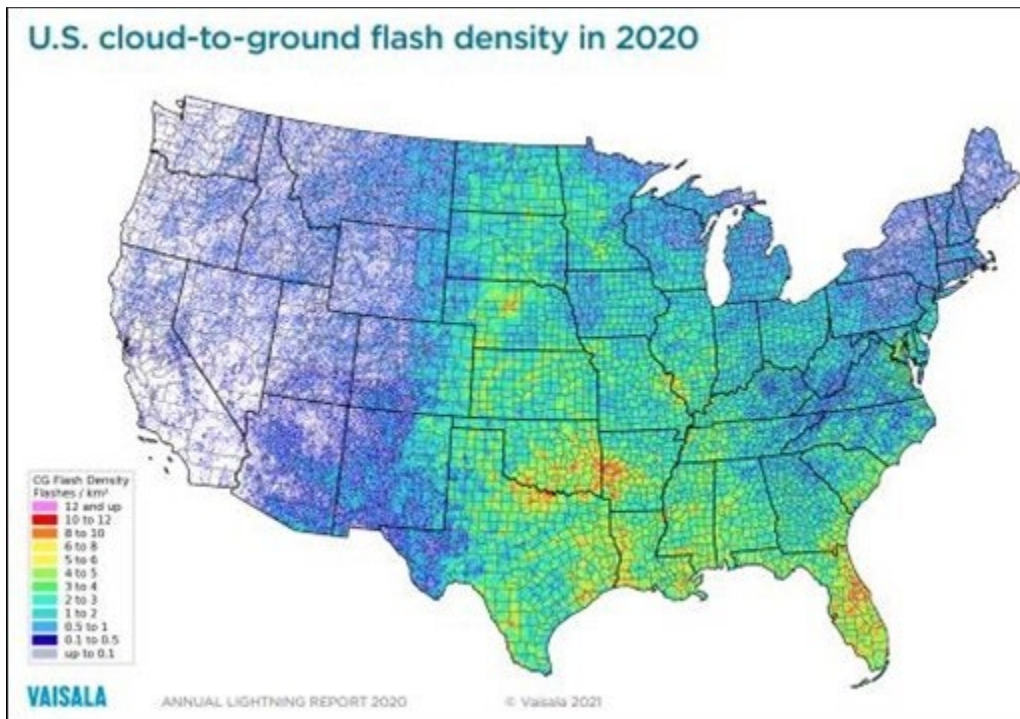 U.S. cloud-to-ground flash density in 2020
CG Flash Density
Flashes / km²
12 and up
10 to 12
8 to 10
6 to 8
5 to 6
4 to 5
3 to 4
2 to 3
1 to 2
0.5 to 1
0.1 to 0.5
up to 0.1
VAISALA
ANNUAL LIGHTNING REPORT 2020
© Vaisala 2021